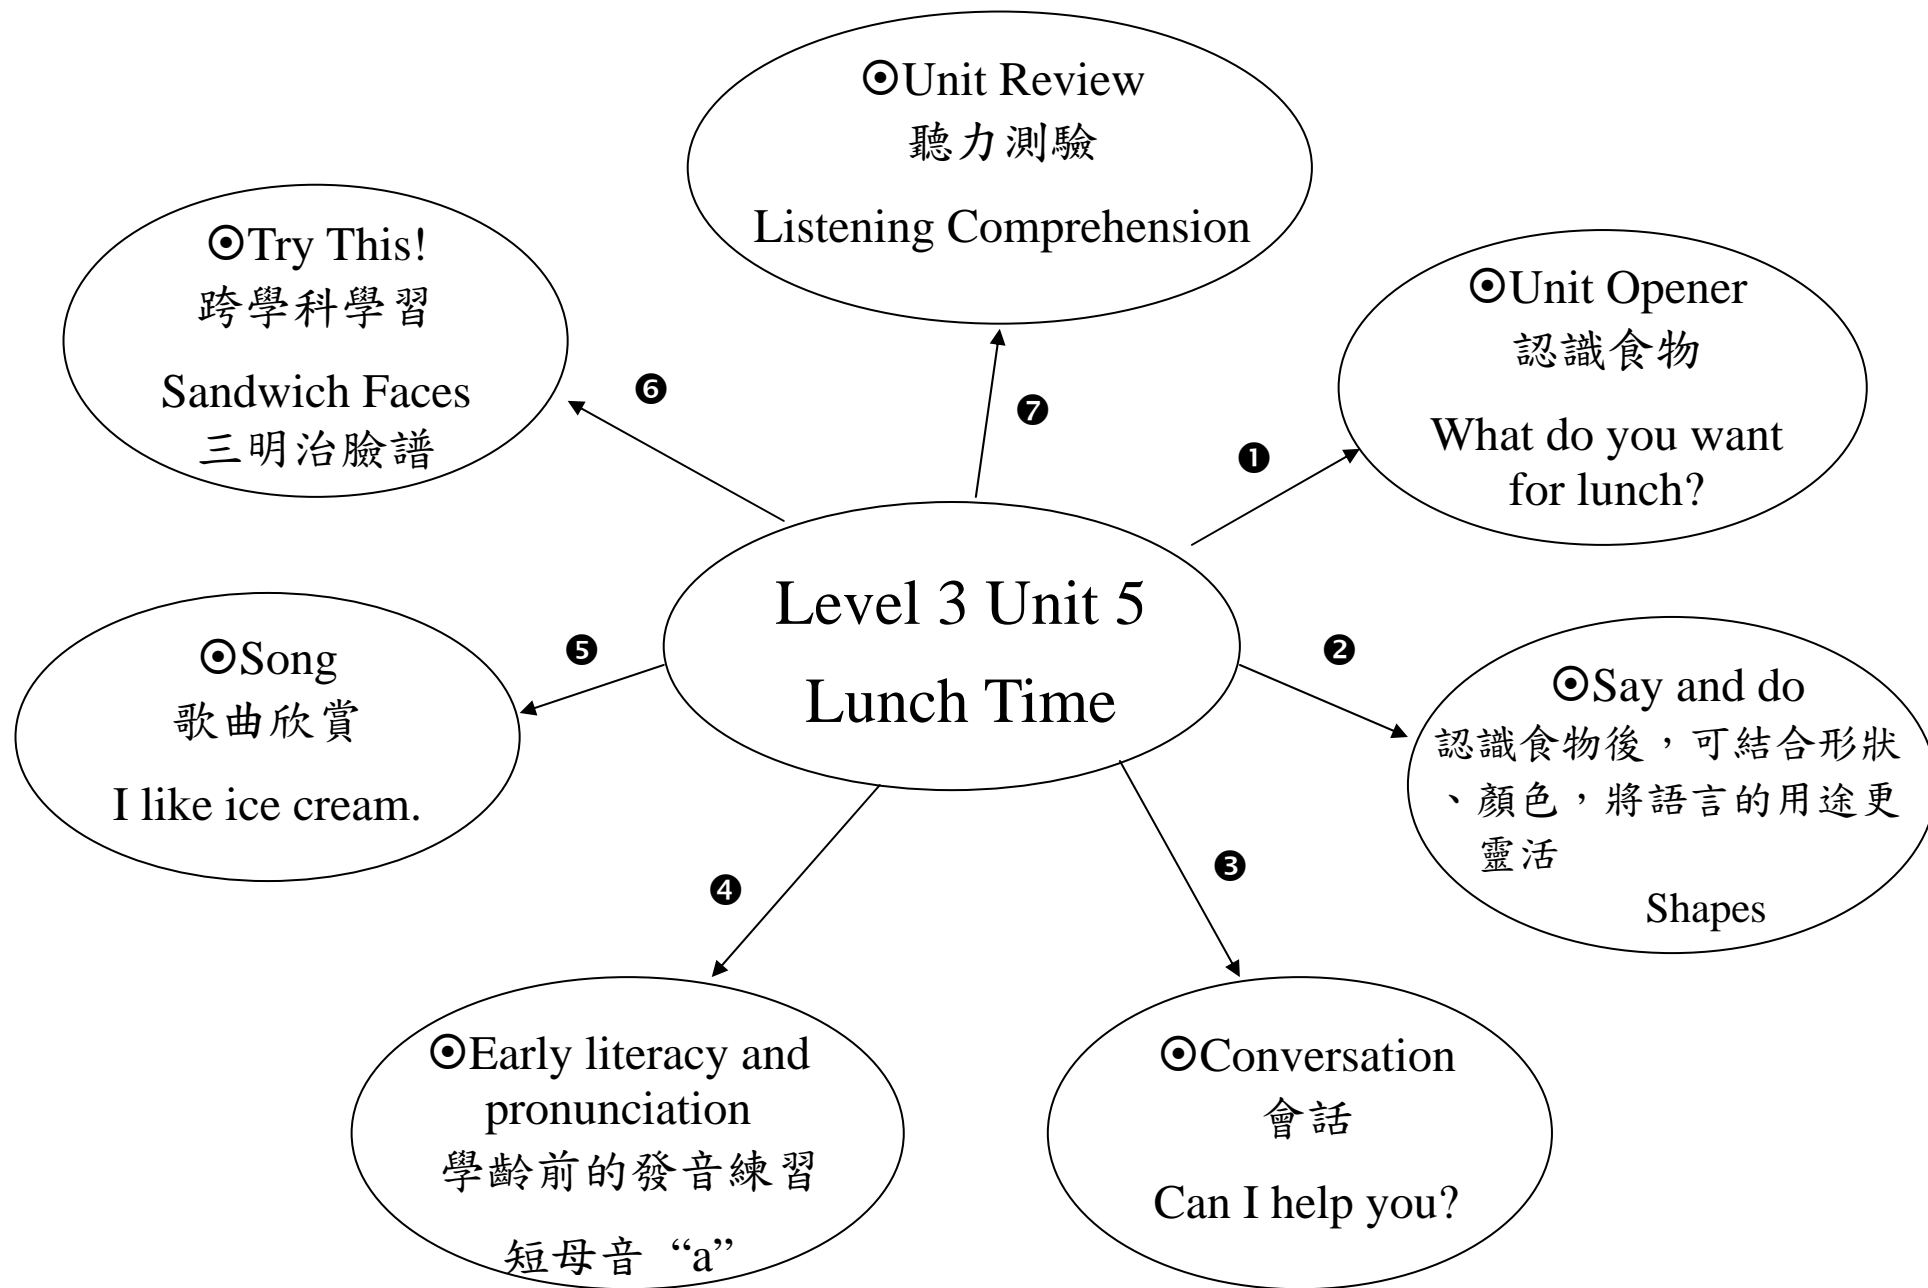 Level 3 Unit 5
Lunch Time
❶
⊙Unit Opener
認識食物
What do you want
for lunch?
❷
⊙Say and do
認識食物後，可結合形狀
、顏色，將語言的用途更
靈活
Shapes
❸
⊙Conversation
會話
Can I help you?
❹
⊙Early literacy and
pronunciation
學齡前的發音練習
短母音 “a”
❺
⊙Song
歌曲欣賞
I like ice cream.
❻
⊙Try This!
跨學科學習
Sandwich Faces
三明治臉譜
❼
⊙Unit Review
聽力測驗
Listening Comprehension